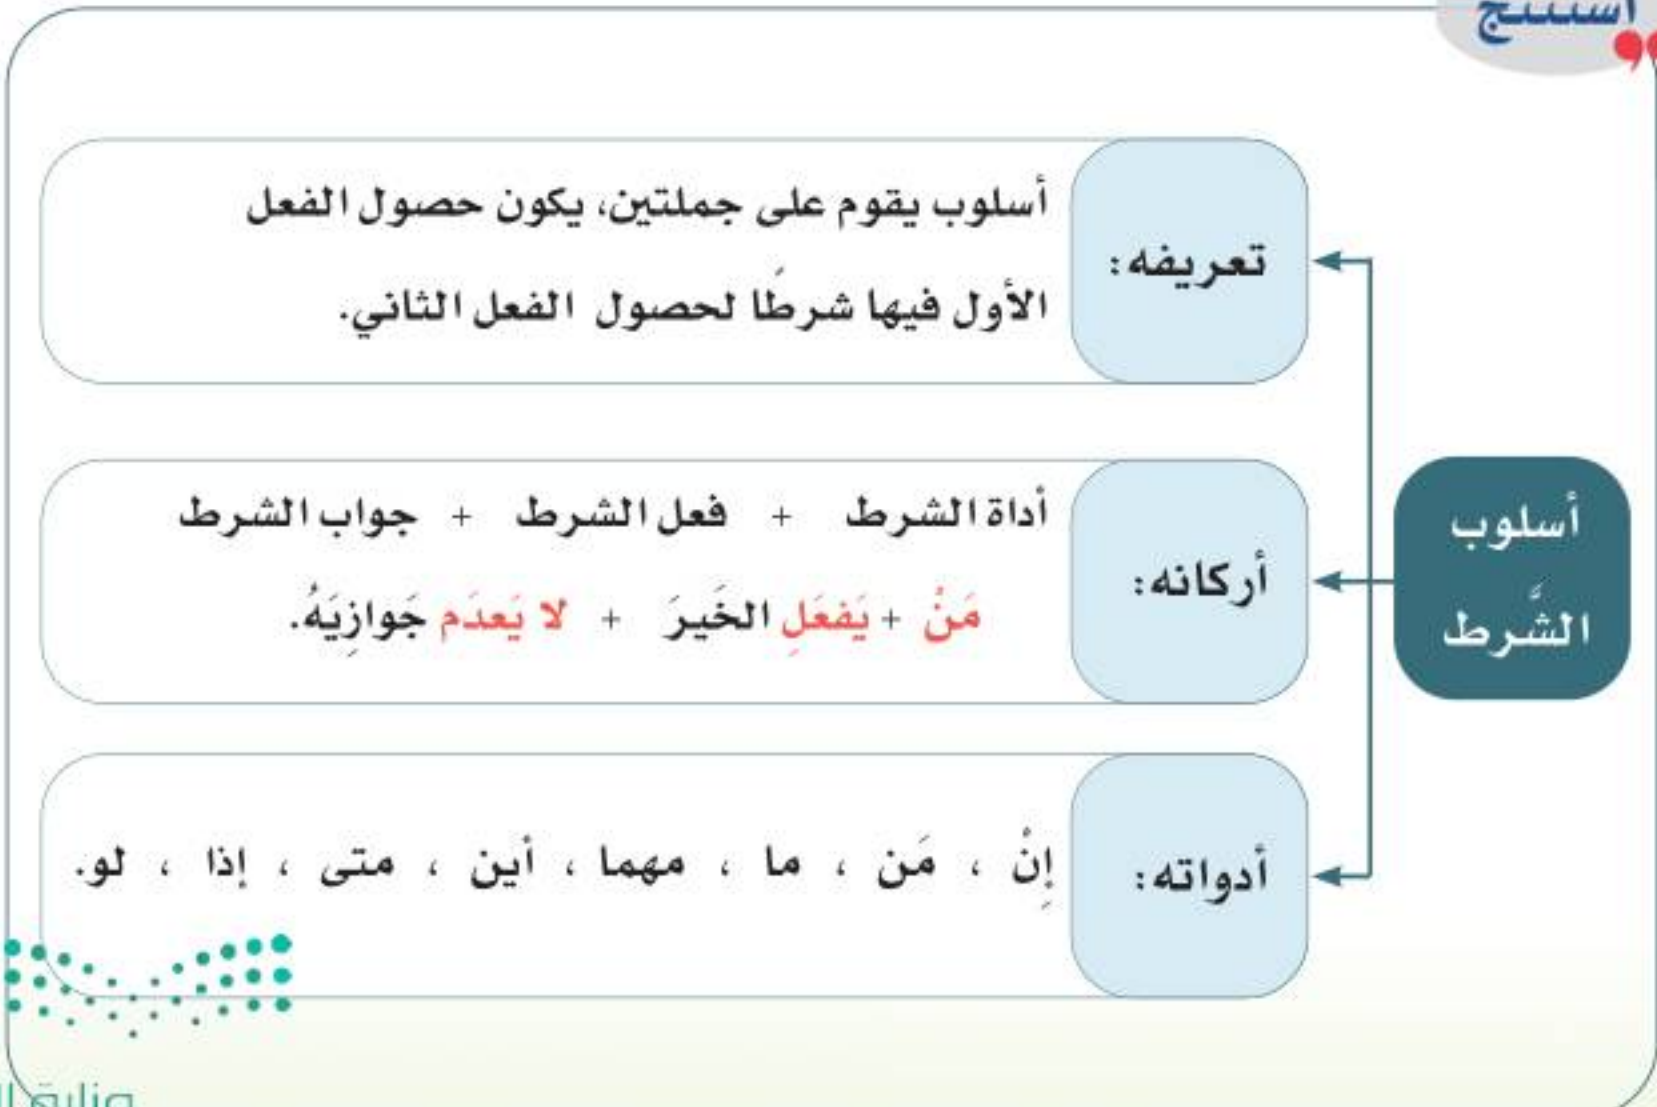 أستنتج
أسلوب
الشَّرط
تعريفه:
أسلوب يقوم على جملتين، يكون حصول الفعل
الأول فيها شرطًا لحصول الفعل الثاني.
أركانه:
أداة الشرط + فعل الشرط + جواب الشرط
مَنْ + يَفعَلِ الخَيرَ + لا يَعدَم جَوازِيَهُ.
أدواته:
إِنْ ، مَن ، ما ، مهما ، أين ، متى ، إذا ، لو.